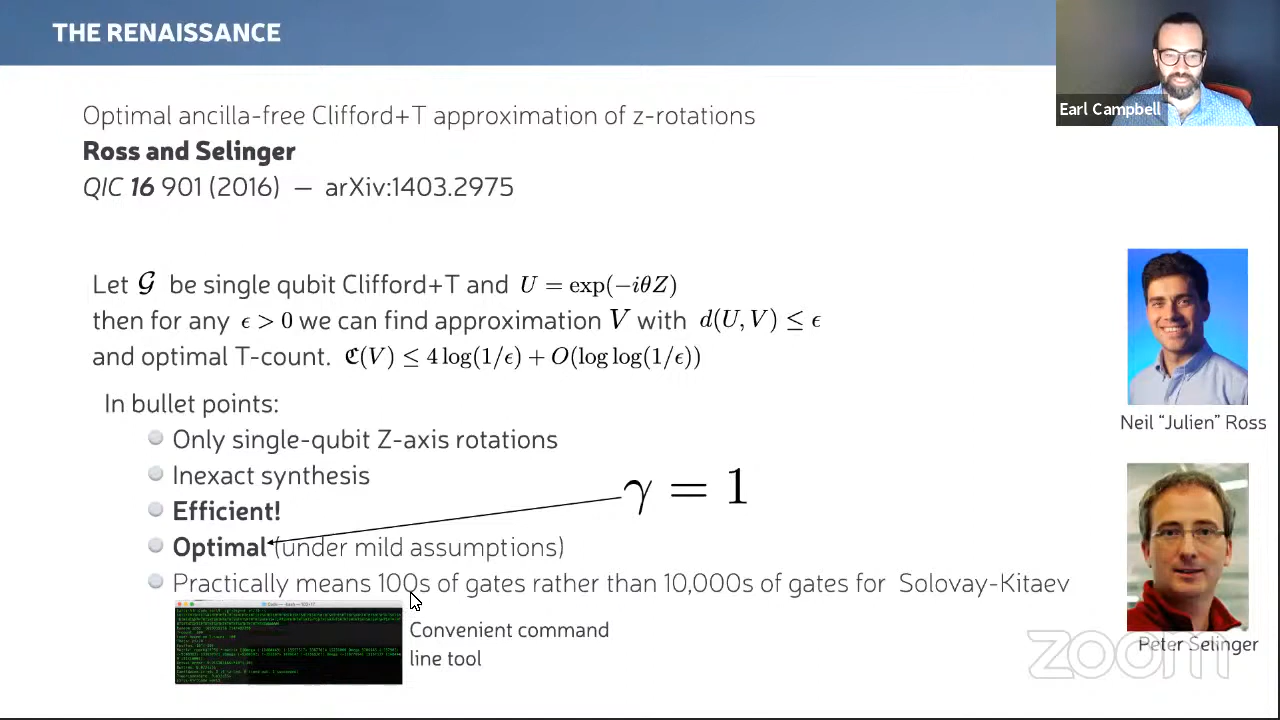 THE RENAISSANCE
Earl Campbell
Optimal ancilla-free Clifford+T approximation of z-rotations
Ross and Selinger
QIC 16 901 (2016) — arXiv:1403.2975
Let 𝒢 be single qubit Clifford+T and U = exp(−iθZ)
then for any ϵ > 0 we can find approximation V with d(U, V) ≤ ϵ
and optimal T-count. ℭ(V) ≤ 4 log(1/ϵ) + O(log log(1/ϵ))
In bullet points:
Only single-qubit Z-axis rotations
Inexact synthesis
Efficient!
γ = 1
Optimal (under mild assumptions)
Practically means 100s of gates rather than 10,000s of gates for Solovay-Kitaev
Convenient command
line tool
Neil “Julien” Ross
Peter Selinger
zoom